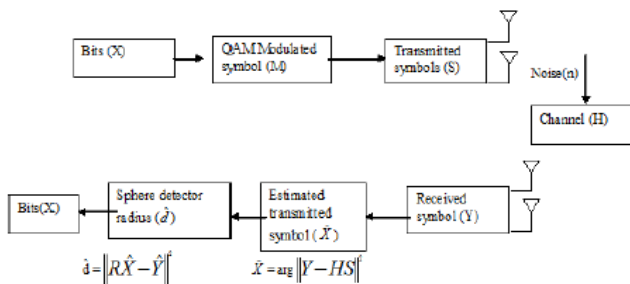 Bits (X)
QAM Modulated
symbol (M)
Transmitted
symbols (S)
Noise(n)
Channel (H)
Bits(X)
Sphere detector
radius (d̂)
Estimated
transmitted
symbol (X̂)
Received
symbol (Y)
d̂ = ‖RX̂ − Ŷ‖²
X̂ = arg‖Y − HS‖²